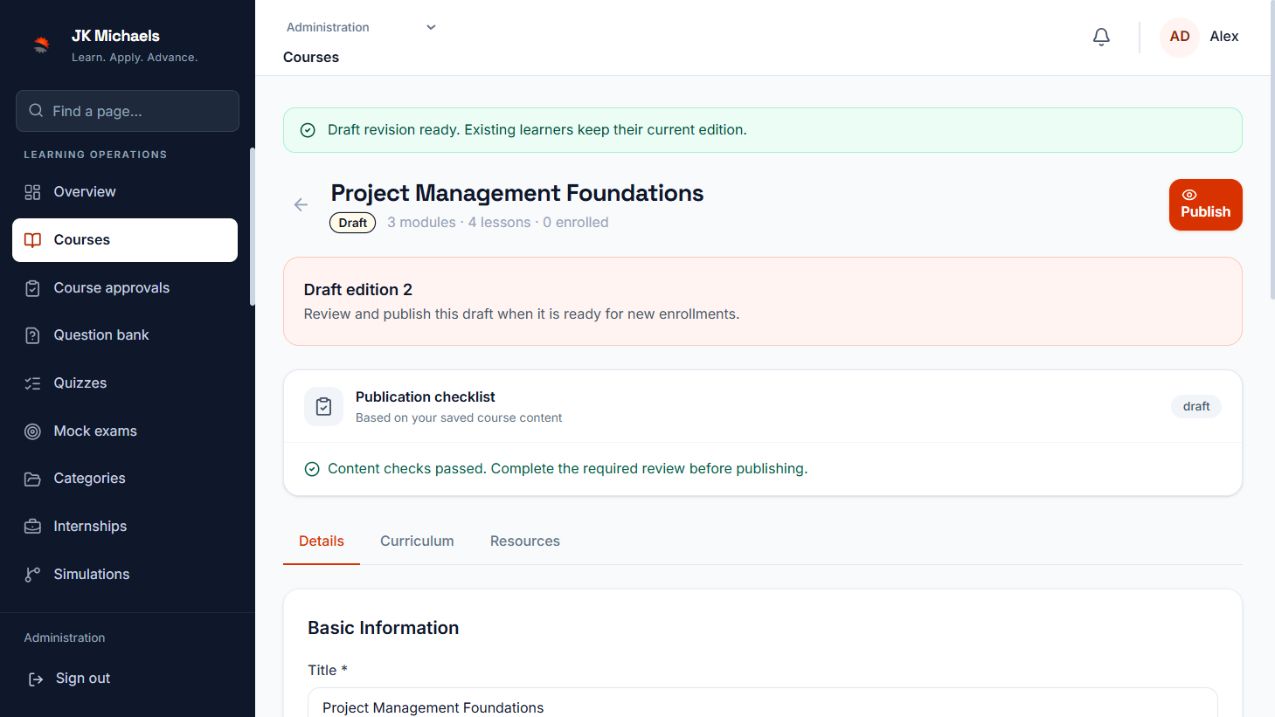 JK Michaels
Learn. Apply. Advance.
Find a page...
LEARNING OPERATIONS
Overview
Courses
Course approvals
Question bank
Quizzes
Mock exams
Categories
Internships
Simulations
Administration
Sign out
Administration
Courses
AD
Alex
Draft revision ready. Existing learners keep their current edition.
Project Management Foundations
Draft
3 modules · 4 lessons · 0 enrolled
Publish
Draft edition 2
Review and publish this draft when it is ready for new enrollments.
Publication checklist
Based on your saved course content
draft
Content checks passed. Complete the required review before publishing.
Details
Curriculum
Resources
Basic Information
Title *
Project Management Foundations